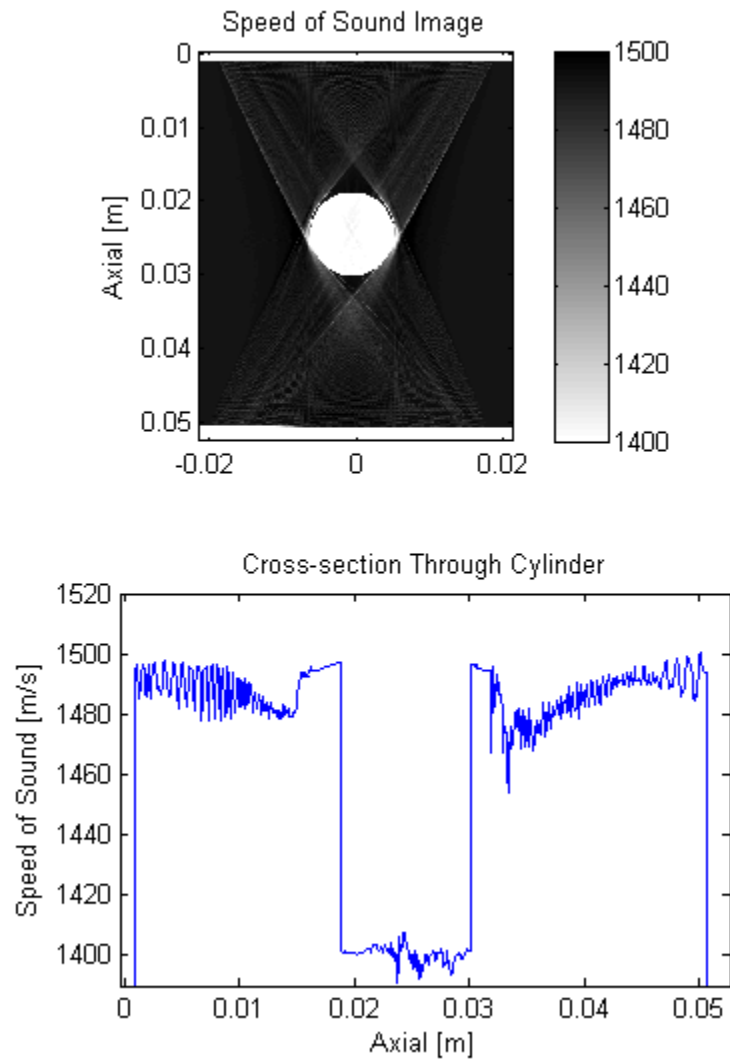 Speed of Sound Image
0
0.01
0.02
0.03
0.04
0.05
Axial [m]
-0.02 0 0.02
1500
1480
1460
1440
1420
1400
Cross-section Through Cylinder
1520
1500
1480
1460
1440
1420
1400
Speed of Sound [m/s]
0 0.01 0.02 0.03 0.04 0.05
Axial [m]